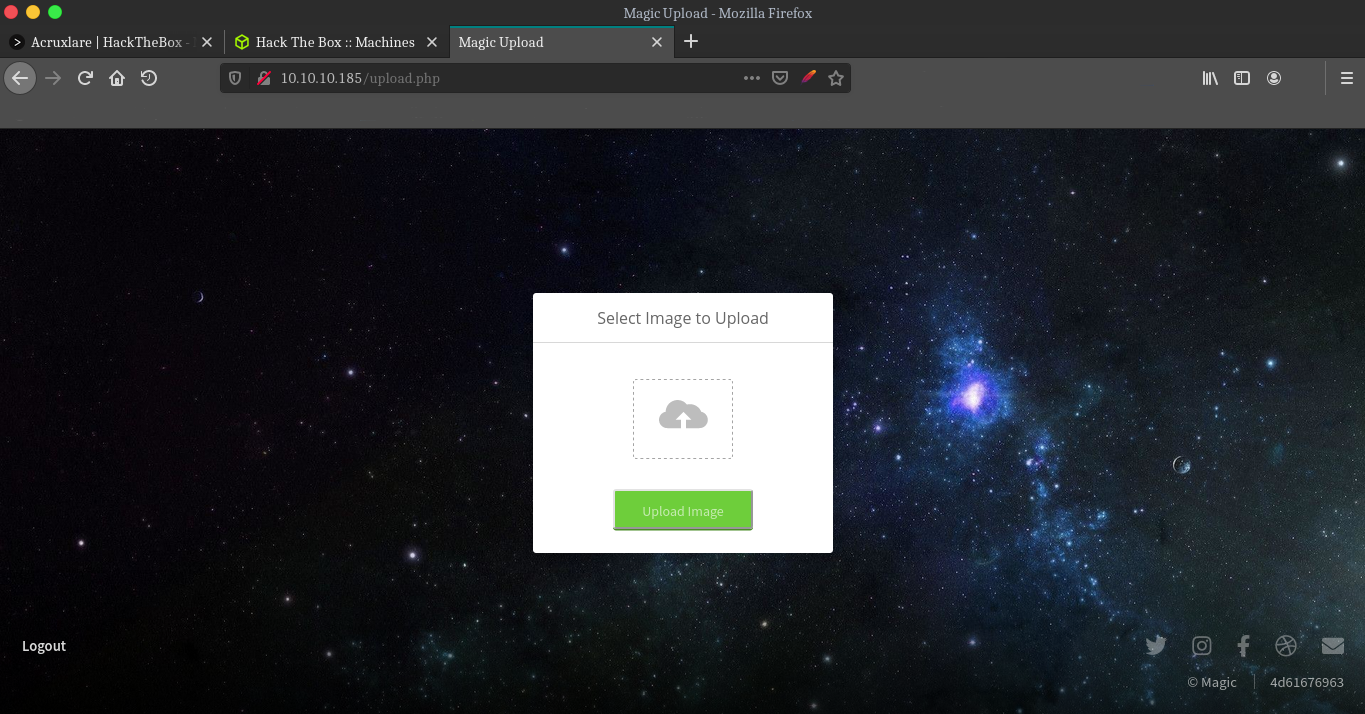 Magic Upload - Mozilla Firefox
Acruxlare | HackTheBox -
Hack The Box :: Machines
Magic Upload
10.10.10.185/upload.php
Select Image to Upload
Upload Image
Logout
© Magic
4d61676963